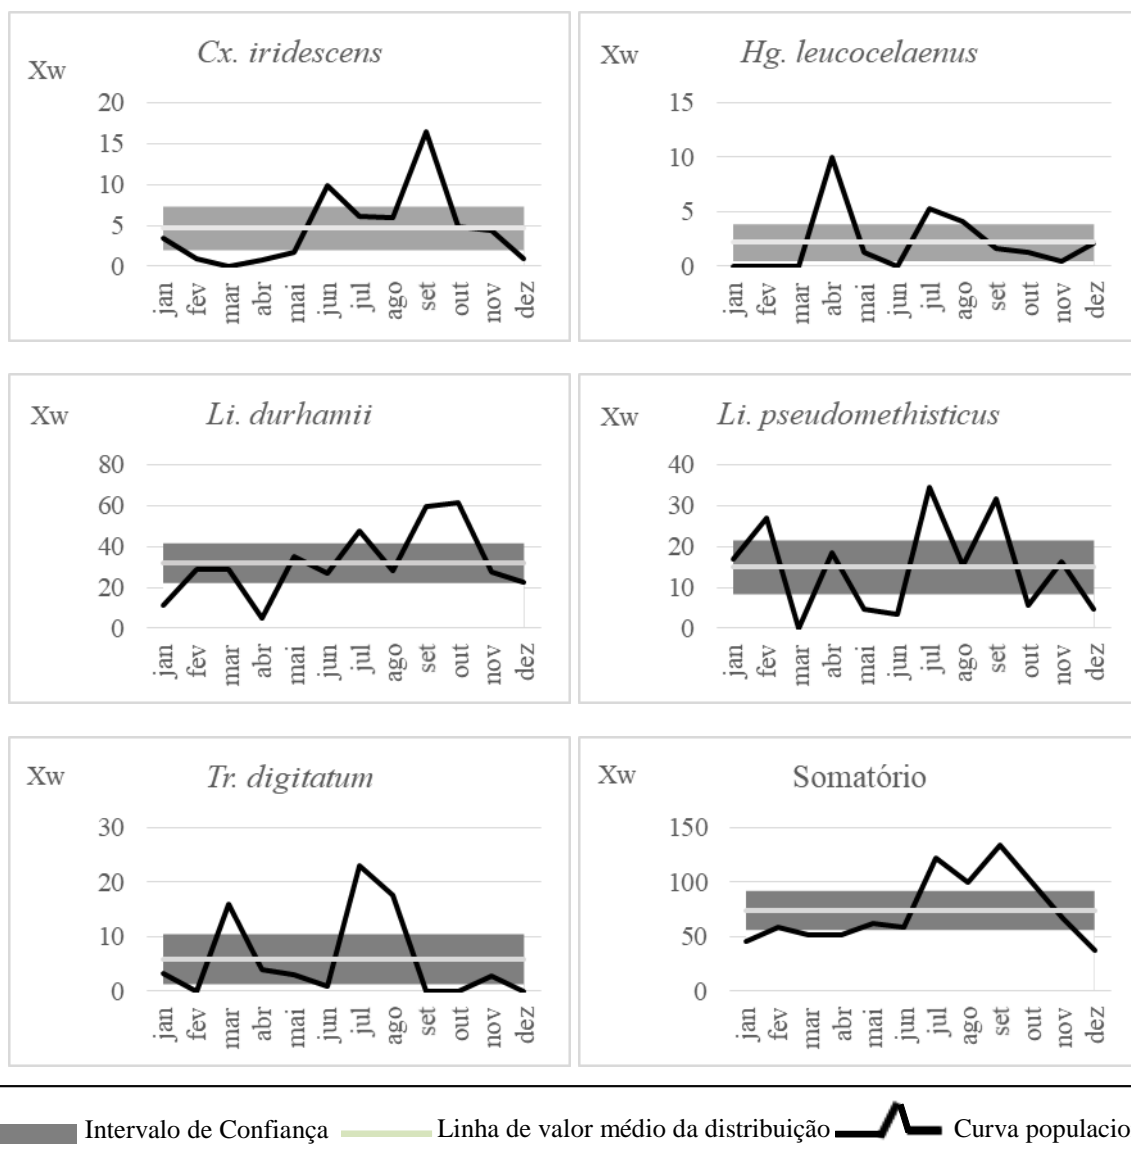 Cx. iridescens
Xw
20
15
10
5
0
jan fev mar abr mai jun jul ago set out nov dez
Hg. leucocelaenus
Xw
15
10
5
0
jan fev mar abr mai jun jul ago set out nov dez
Li. durhamii
Xw
80
60
40
20
0
jan fev mar abr mai jun jul ago set out nov dez
Li. pseudomethisticus
Xw
40
30
20
10
0
jan fev mar abr mai jun jul ago set out nov dez
Tr. digitatum
Xw
30
20
10
0
jan fev mar abr mai jun jul ago set out nov dez
Somatório
Xw
150
100
50
0
jan fev mar abr mai jun jul ago set out nov dez
Intervalo de Confiança Linha de valor médio da distribuição Curva populacio